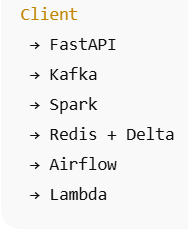 Client
→ FastAPI
→ Kafka
→ Spark
→ Redis + Delta
→ Airflow
→ Lambda